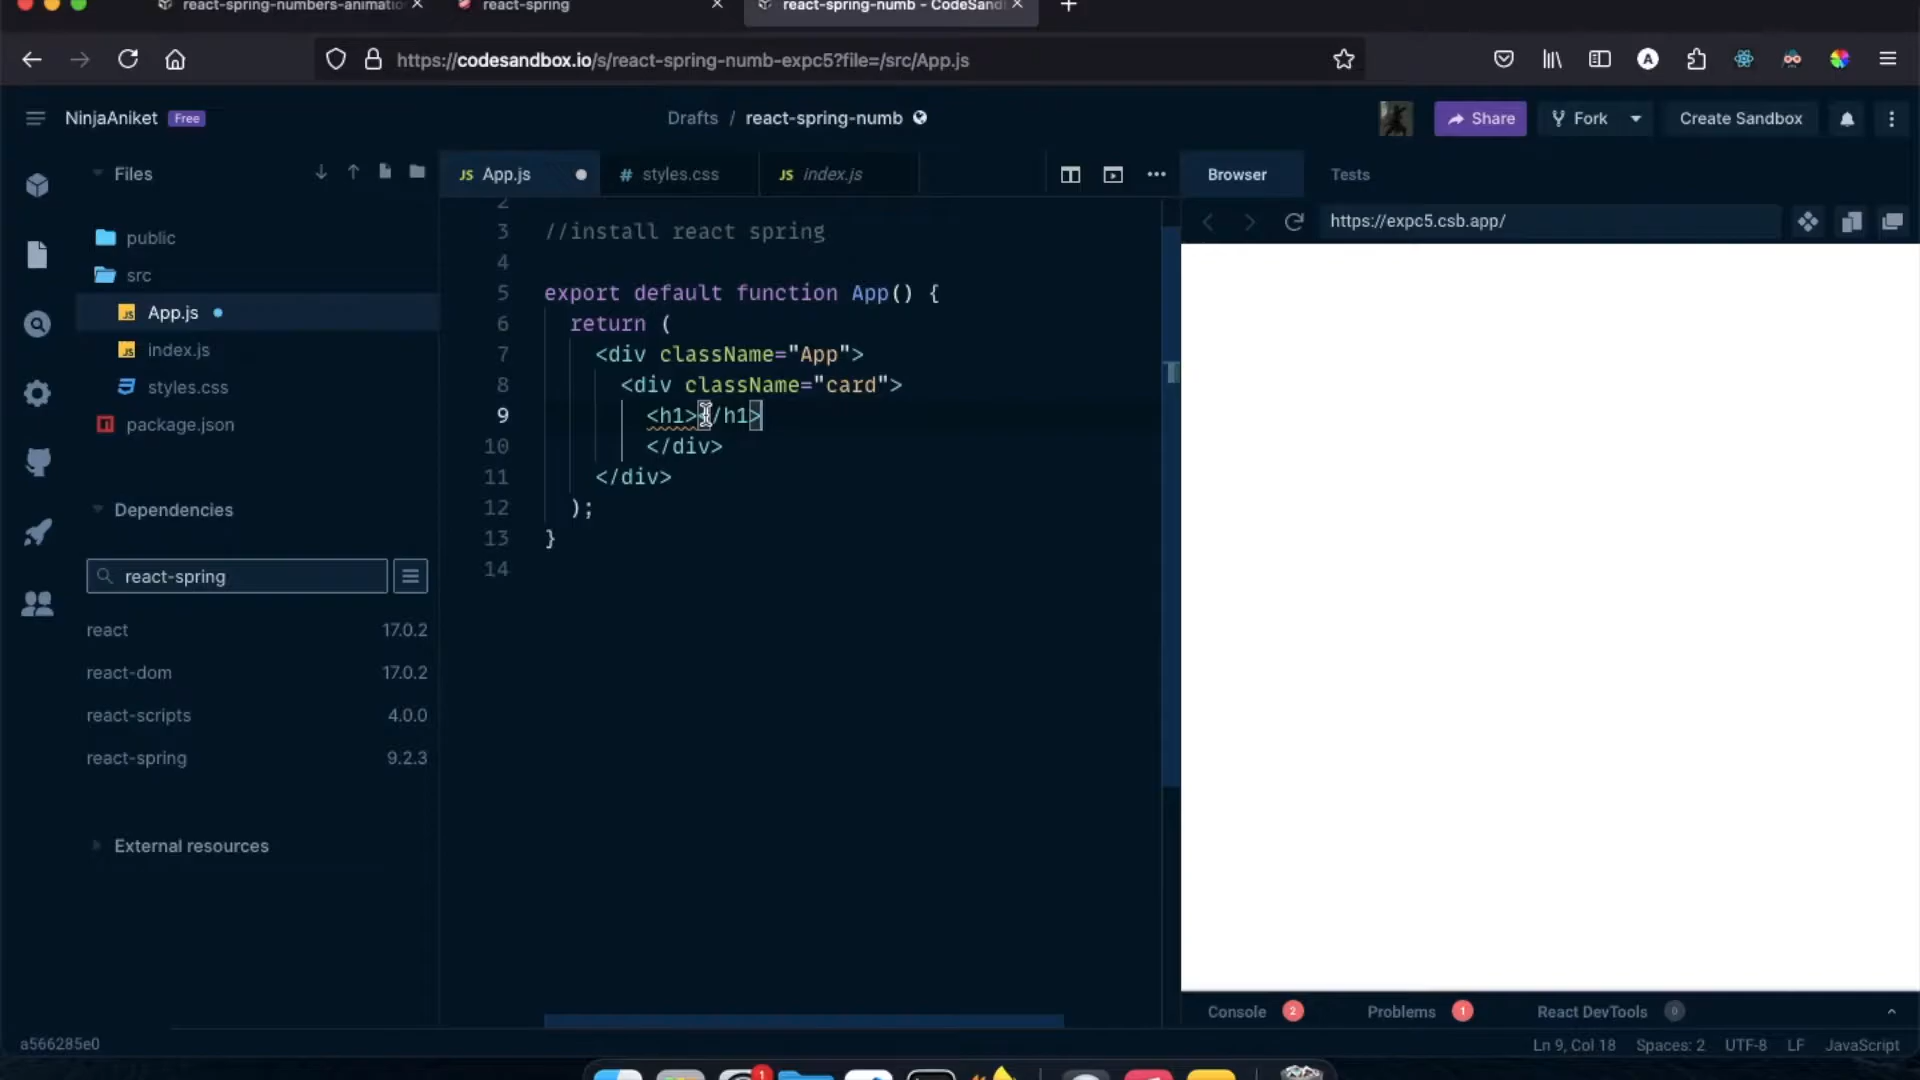 react-spring-numbers-animatio
react-spring
react-spring-numb - CodeSand
https://codesandbox.io/s/react-spring-numb-expc5?file=/src/App.js
A
NinjaAniket Free
Drafts / react-spring-numb
Share
Fork
Create Sandbox
Files
JS App.js
# styles.css
JS index.js
Browser
Tests
https://expc5.csb.app/
public
src
JS App.js
JS index.js
styles.css
package.json
Dependencies
react-spring
react 17.0.2
react-dom 17.0.2
react-scripts 4.0.0
react-spring 9.2.3
External resources
2
3 //install react spring
4
5 export default function App() {
6 return (
7 <div className="App">
8 <div className="card">
9 <h1></h1>
10 </div>
11 </div>
12 );
13 }
14
Console 2
Problems 1
React DevTools 0
a566285e0
Ln 9, Col 18 Spaces: 2 UTF-8 LF JavaScript
1